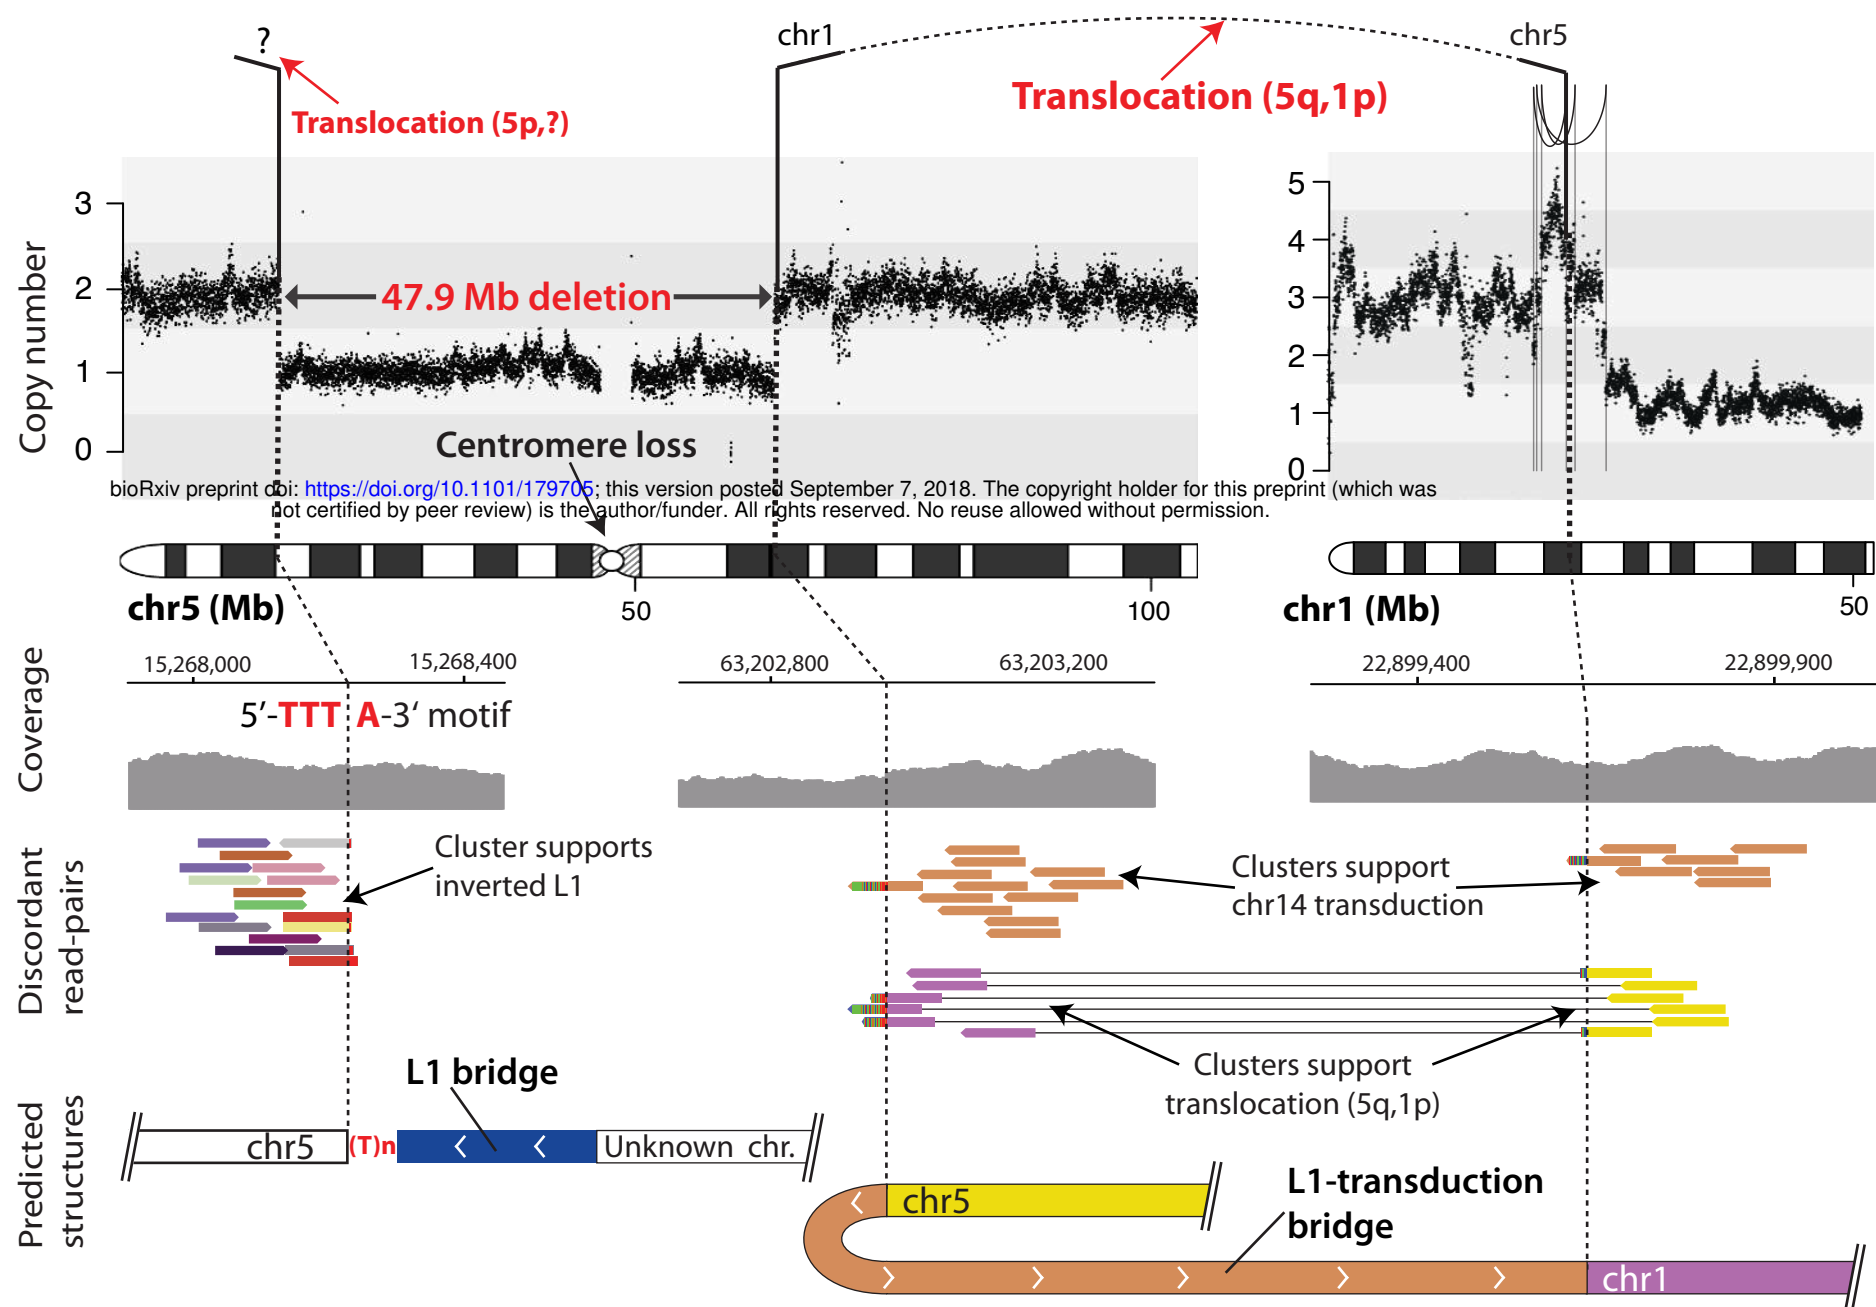 ?
chr1
chr5
Translocation (5p,?)
Translocation (5q,1p)
Copy number
3
2
1
0
47.9 Mb deletion
Centromere loss
5
4
3
2
1
0
bioRxiv preprint doi: https://doi.org/10.1101/179705; this version posted September 7, 2018. The copyright holder for this preprint (which was
not certified by peer review) is the author/funder. All rights reserved. No reuse allowed without permission.
chr5 (Mb)
50
100
chr1 (Mb)
50
Coverage
15,268,000
15,268,400
63,202,800
63,203,200
22,899,400
22,899,900
5′-TTT A-3‘ motif
Discordant
read-pairs
Cluster supports
inverted L1
Clusters support
chr14 transduction
Clusters support
translocation (5q,1p)
Predicted
structures
L1 bridge
chr5
(T)n
Unknown chr.
chr5
L1-transduction
bridge
chr1